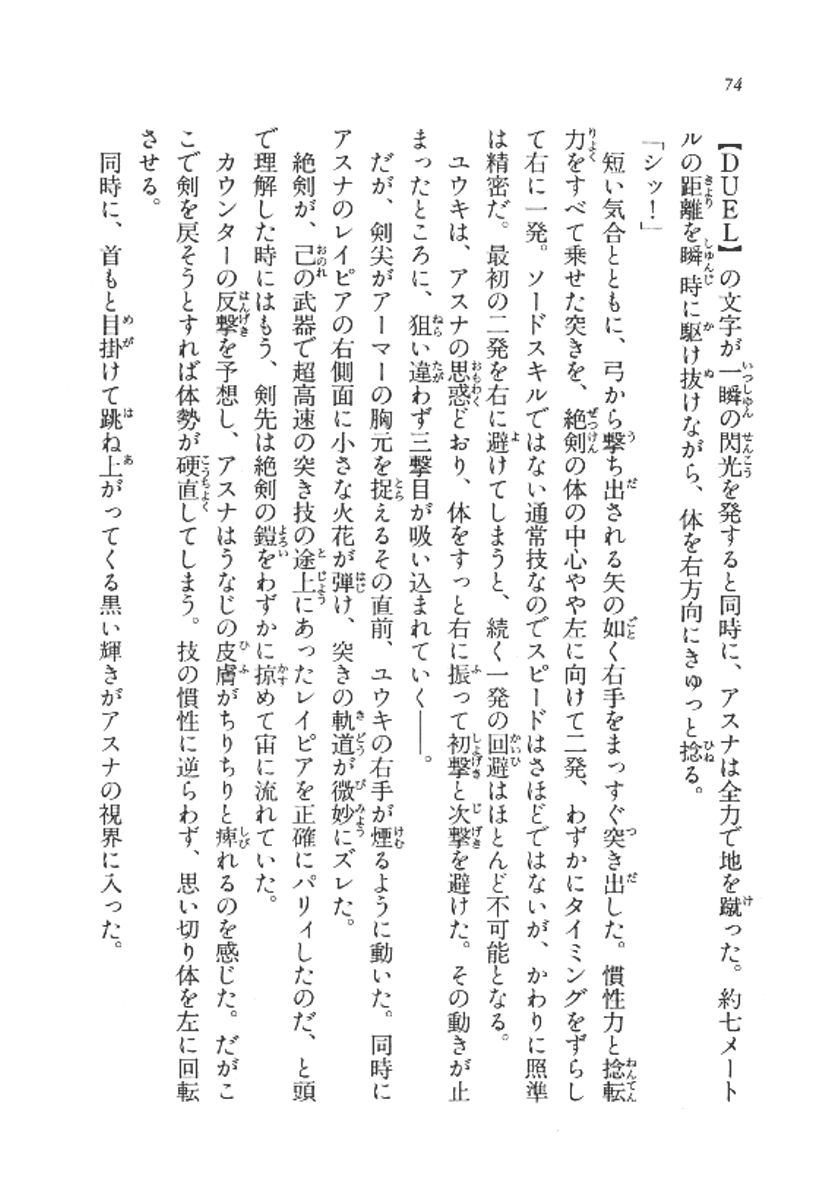 74
【DUEL】の文字が一瞬の閃光を発すると同時に、アスナは全力で地を蹴った。約七メート
ルの距離を瞬時に駆け抜けながら、体を右方向にきゅっと捻る。
「シッ！」
短い気合とともに、弓から撃ち出される矢の如く右手をまっすぐ突き出した。慣性力と捻転
力をすべて乗せた突きを、絶剣の体の中心やや左に向けて二発、わずかにタイミングをずらし
て右に一発。ソードスキルではない通常技なのでスピードはさほどではないが、かわりに照準
は精密だ。最初の二発を右に避けてしまうと、続く一発の回避はほとんど不可能となる。
ユウキは、アスナの思惑どおり、体をすっと右に振って初撃と次撃を避けた。その動きが止
まったところに、狙い違わず三撃目が吸い込まれていく――。
だが、剣尖がアーマーの胸元を捉えるその直前、ユウキの右手が煙るように動いた。同時に
アスナのレイピアの右側面に小さな火花が弾け、突きの軌道が微妙にズレた。
絶剣が、己の武器で超高速の突き技の途上にあったレイピアを正確にパリィしたのだ、と頭
で理解した時にはもう、剣先は絶剣の鎧をわずかに掠めて宙に流れていた。
カウンターの反撃を予想し、アスナはうなじの皮膚がちりちりと痺れるのを感じた。だがこ
こで剣を戻そうとすれば体勢が硬直してしまう。技の慣性に逆らわず、思い切り体を左に回転
させる。
同時に、首もと目掛けて跳ね上がってくる黒い輝きがアスナの視界に入った。